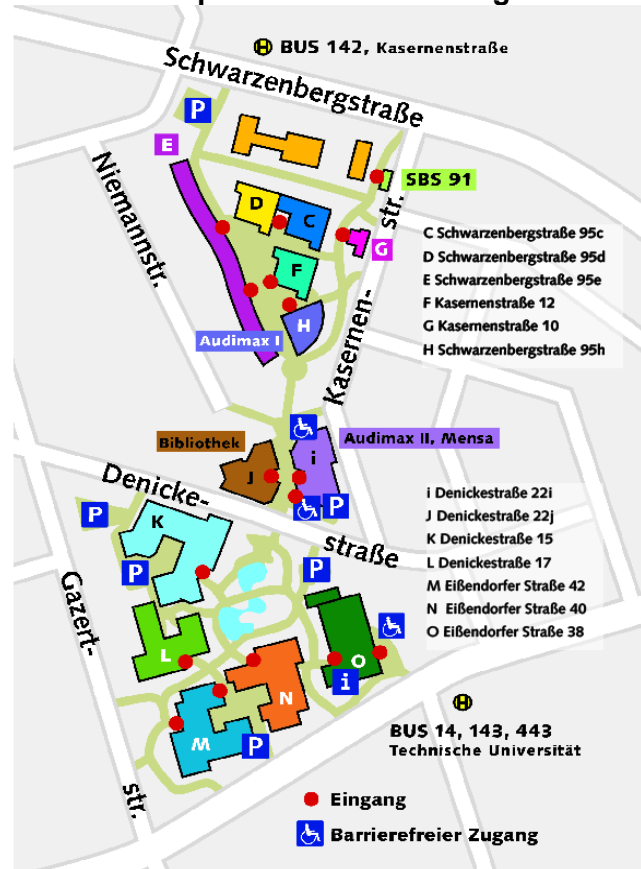 H BUS 142, Kasernenstraße
Schwarzenbergstraße
P
E
SBS 91
Niemannstr.
D
C
G
F
H
Audimax I
Kasernen-
str.
C Schwarzenbergstraße 95c
D Schwarzenbergstraße 95d
E Schwarzenbergstraße 95e
F Kasernenstraße 12
G Kasernenstraße 10
H Schwarzenbergstraße 95h
Bibliothek
Audimax II, Mensa
J
i
P
Denicke-
straße
P
K
P
P
i Denickestraße 22i
J Denickestraße 22j
K Denickestraße 15
L Denickestraße 17
M Eißendorfer Straße 42
N Eißendorfer Straße 40
O Eißendorfer Straße 38
Gazert-
str.
L
O
i
N
M
P
H
BUS 14, 143, 443
Technische Universität
Eingang
Barrierefreier Zugang